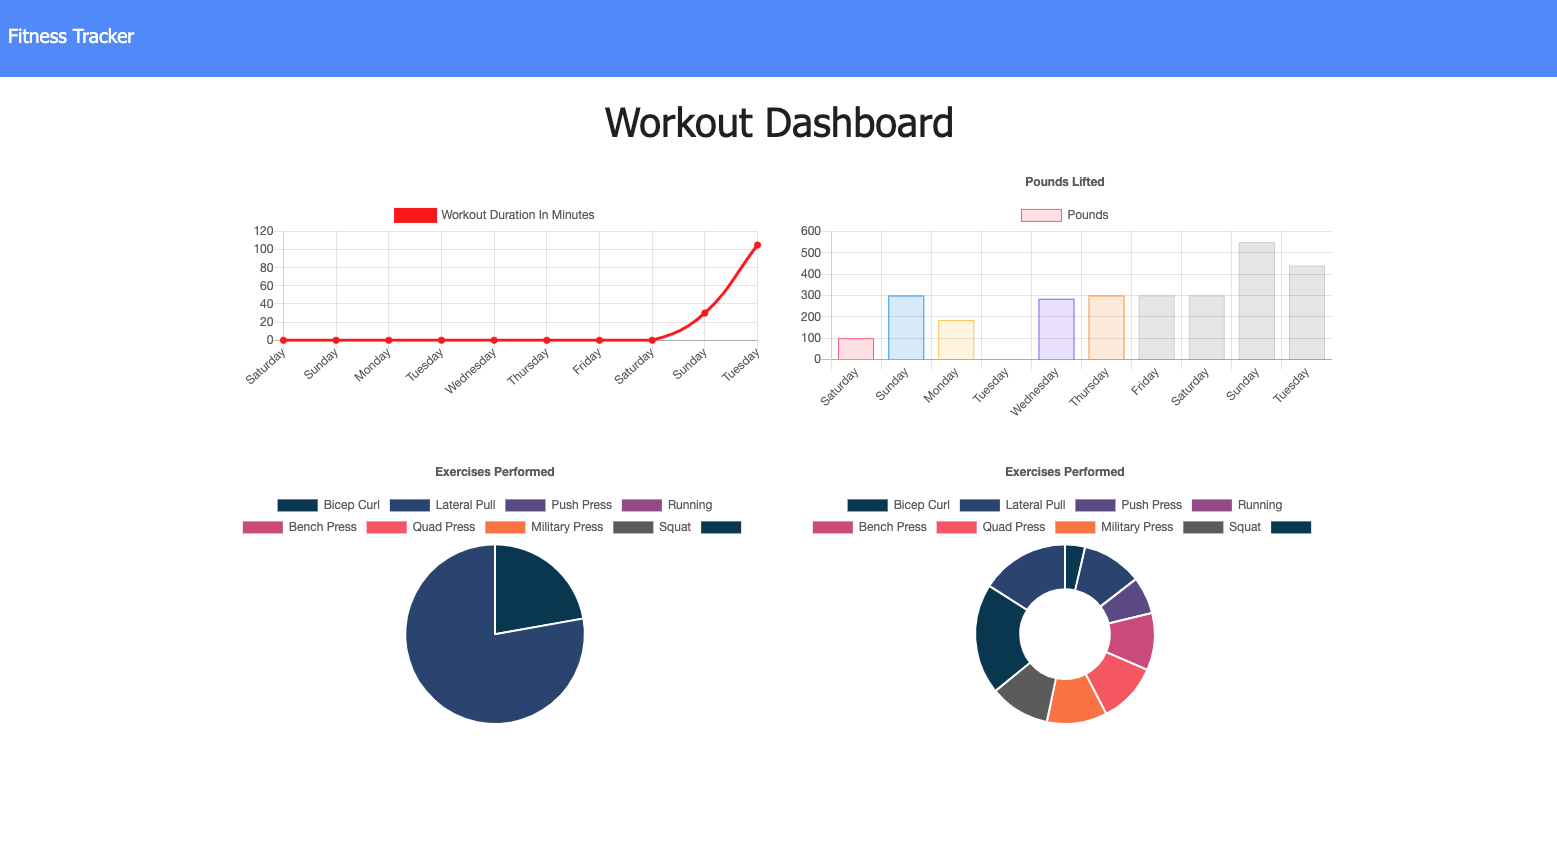 Fitness Tracker
Workout Dashboard
Workout Duration In Minutes
120
100
80
60
40
20
0
Saturday Sunday Monday Tuesday Wednesday Thursday Friday Saturday Sunday Tuesday
Pounds Lifted
Pounds
600
500
400
300
200
100
0
Saturday Sunday Monday Tuesday Wednesday Thursday Friday Saturday Sunday Tuesday
Exercises Performed
Bicep Curl Lateral Pull Push Press Running
Bench Press Quad Press Military Press Squat
Exercises Performed
Bicep Curl Lateral Pull Push Press Running
Bench Press Quad Press Military Press Squat